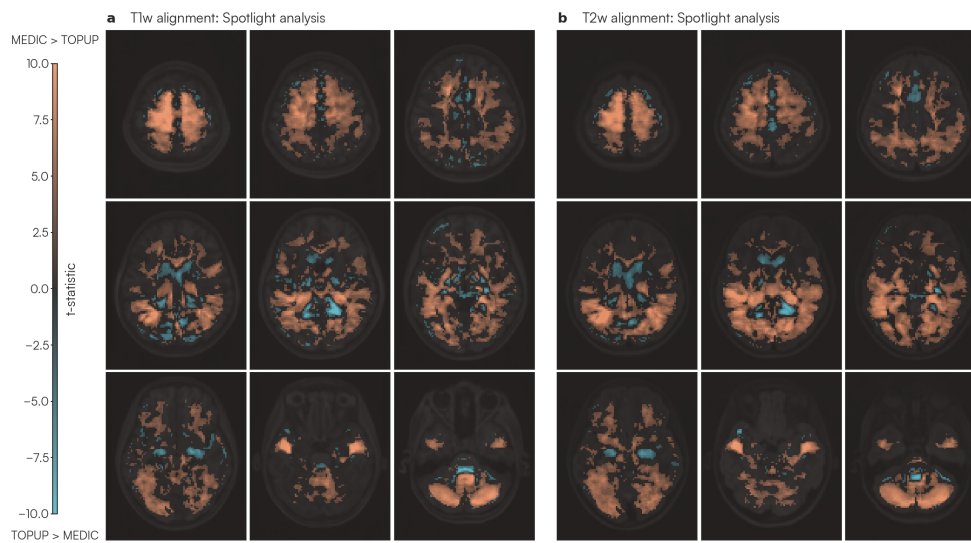 a T1w alignment: Spotlight analysis
b T2w alignment: Spotlight analysis
MEDIC > TOPUP
10.0
7.5
5.0
2.5
0.0
−2.5
−5.0
−7.5
−10.0
t-statistic
TOPUP > MEDIC